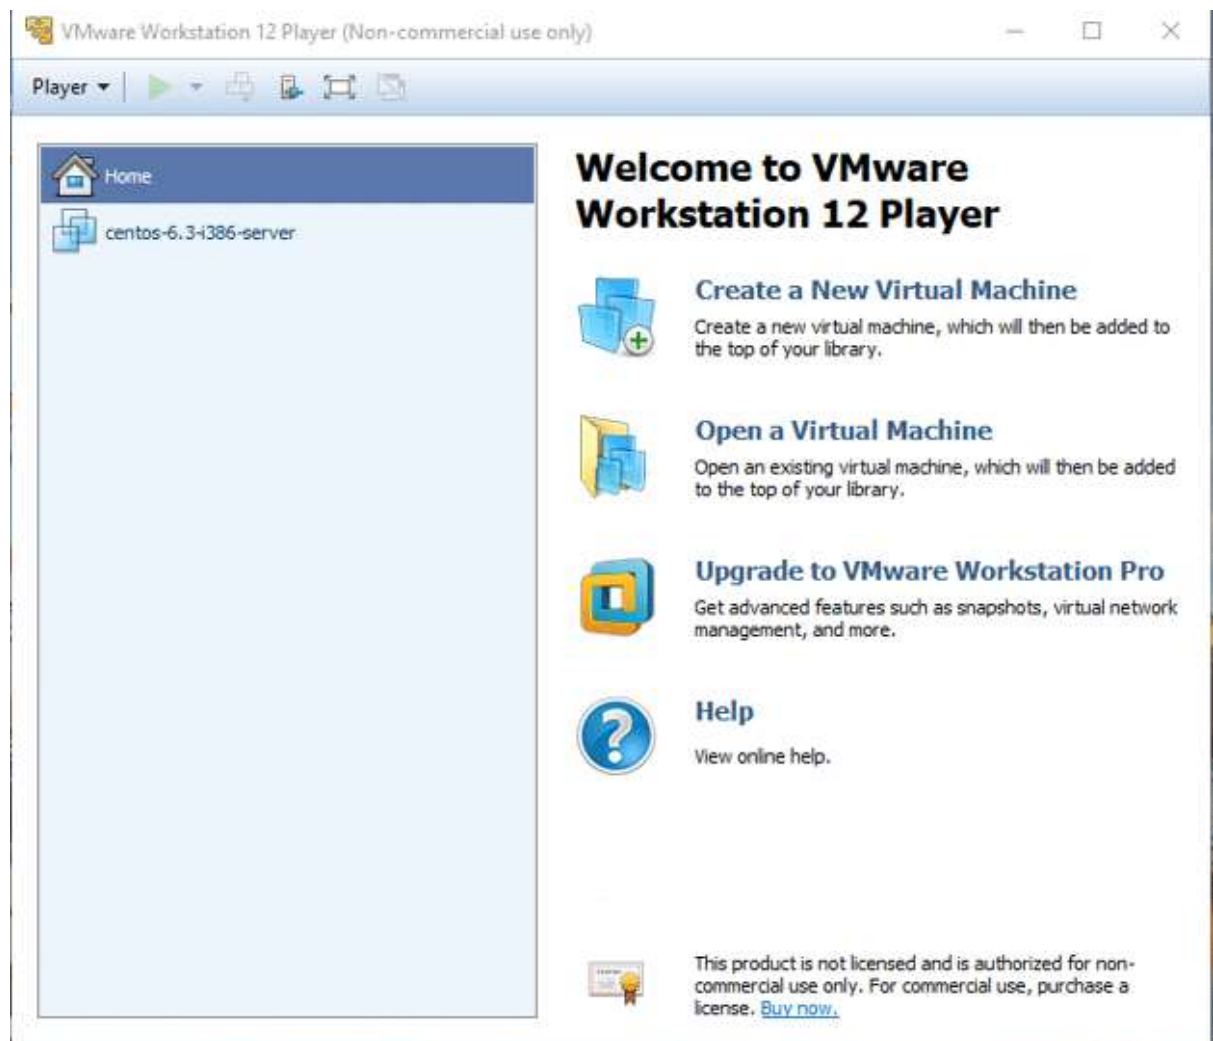 VMware Workstation 12 Player (Non-commercial use only)
Player
Home
centos-6.3-i386-server
Welcome to VMware
Workstation 12 Player
Create a New Virtual Machine
Create a new virtual machine, which will then be added to
the top of your library.
Open a Virtual Machine
Open an existing virtual machine, which will then be added
to the top of your library.
Upgrade to VMware Workstation Pro
Get advanced features such as snapshots, virtual network
management, and more.
Help
View online help.
This product is not licensed and is authorized for non-
commercial use only. For commercial use, purchase a
license. Buy now.